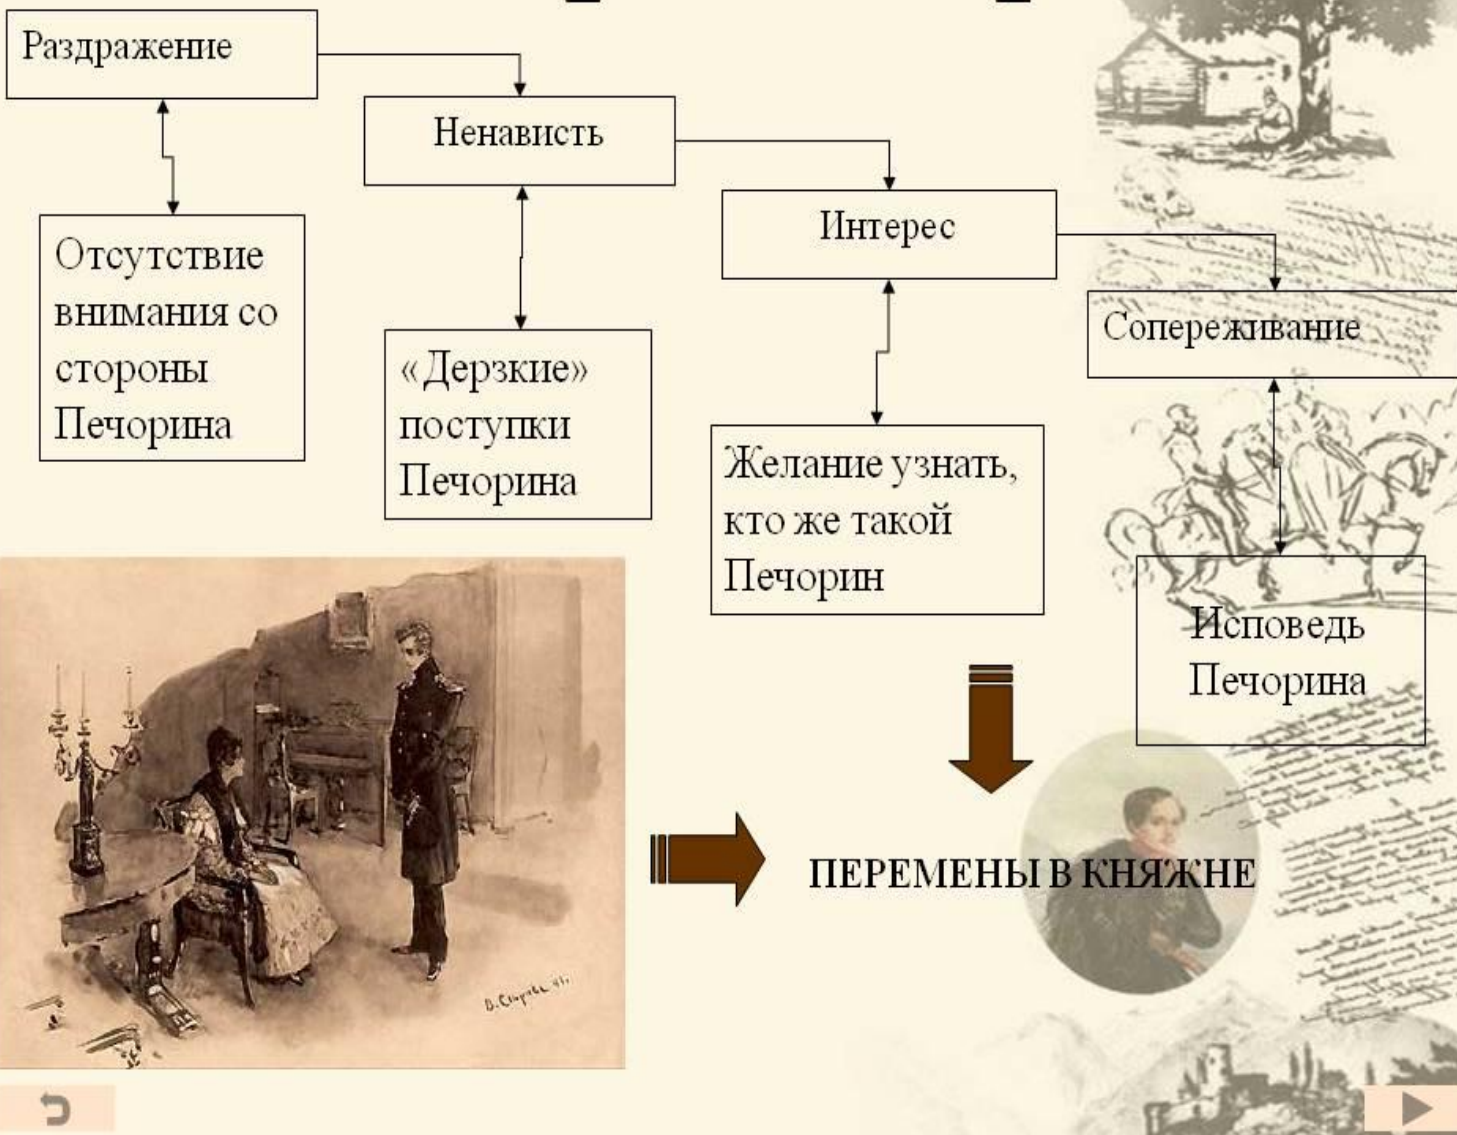 Раздражение
Ненависть
Интерес
Сопереживание
Отсутствие
внимания со
стороны
Печорина
«Дерзкие»
поступки
Печорина
Желание узнать,
кто же такой
Печорин
Исповедь
Печорина
ПЕРЕМЕНЫ В КНЯЖНЕ